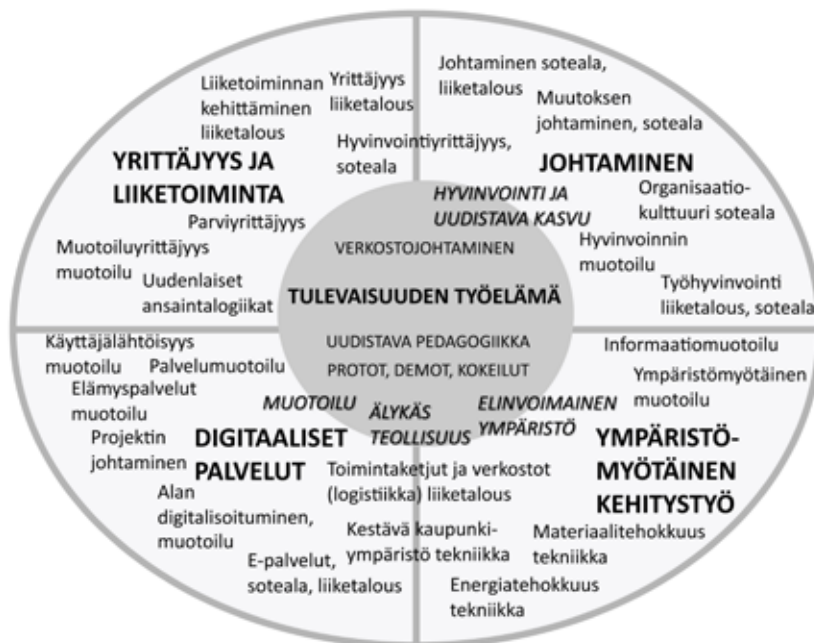 Liiketoiminnan
kehittäminen
liiketalous
Yrittäjyys
liiketalous
Hyvinvointiyrittäjyys,
soteala
YRITTÄJYYS JA
LIIKETOIMINTA
Parviyrittäjyys
Muotoiluyrittäjyys
muotoilu
Uudenlaiset
ansaintalogiikat
Johtaminen soteala,
liiketalous
Muutoksen
johtaminen, soteala
JOHTAMINEN
HYVINVOINTI JA
UUDISTAVA KASVU
Organisaatio-
kulttuuri soteala
Hyvinvoinnin
muotoilu
Työhyvinvointi
liiketalous, soteala
VERKOSTOJOHTAMINEN
TULEVAISUUDEN TYÖELÄMÄ
UUDISTAVA PEDAGOGIIKKA
PROTOT, DEMOT, KOKEILUT
Käyttäjälähtöisyys
muotoilu
Palvelumuotoilu
Elämyspalvelut
muotoilu
MUOTOILU
ÄLYKÄS
TEOLLISUUS
ELINVOIMAINEN
YMPÄRISTÖ
Projektin
johtaminen
DIGITAALISET
PALVELUT
Toimintaketjut ja verkostot
(logistiikka) liiketalous
Alan
digitalisoituminen,
muotoilu
Kestävä kaupunki-
ympäristö tekniikka
E-palvelut,
soteala, liiketalous
Informaatiomuotoilu
Ympäristömyötäinen
muotoilu
YMPÄRISTÖ-
MYÖTÄINEN
KEHITYSTYÖ
Materiaalitehokkuus
tekniikka
Energiatehokkuus
tekniikka